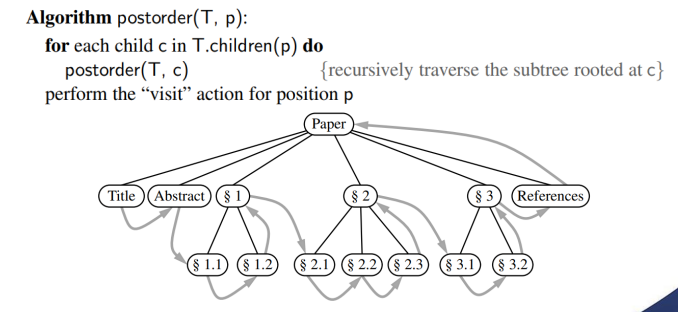 Algorithm postorder(T, p):
for each child c in T.children(p) do
postorder(T, c) {recursively traverse the subtree rooted at c}
perform the “visit” action for position p
Paper
Title Abstract § 1 § 2 § 3 References
§ 1.1 § 1.2 § 2.1 § 2.2 § 2.3 § 3.1 § 3.2